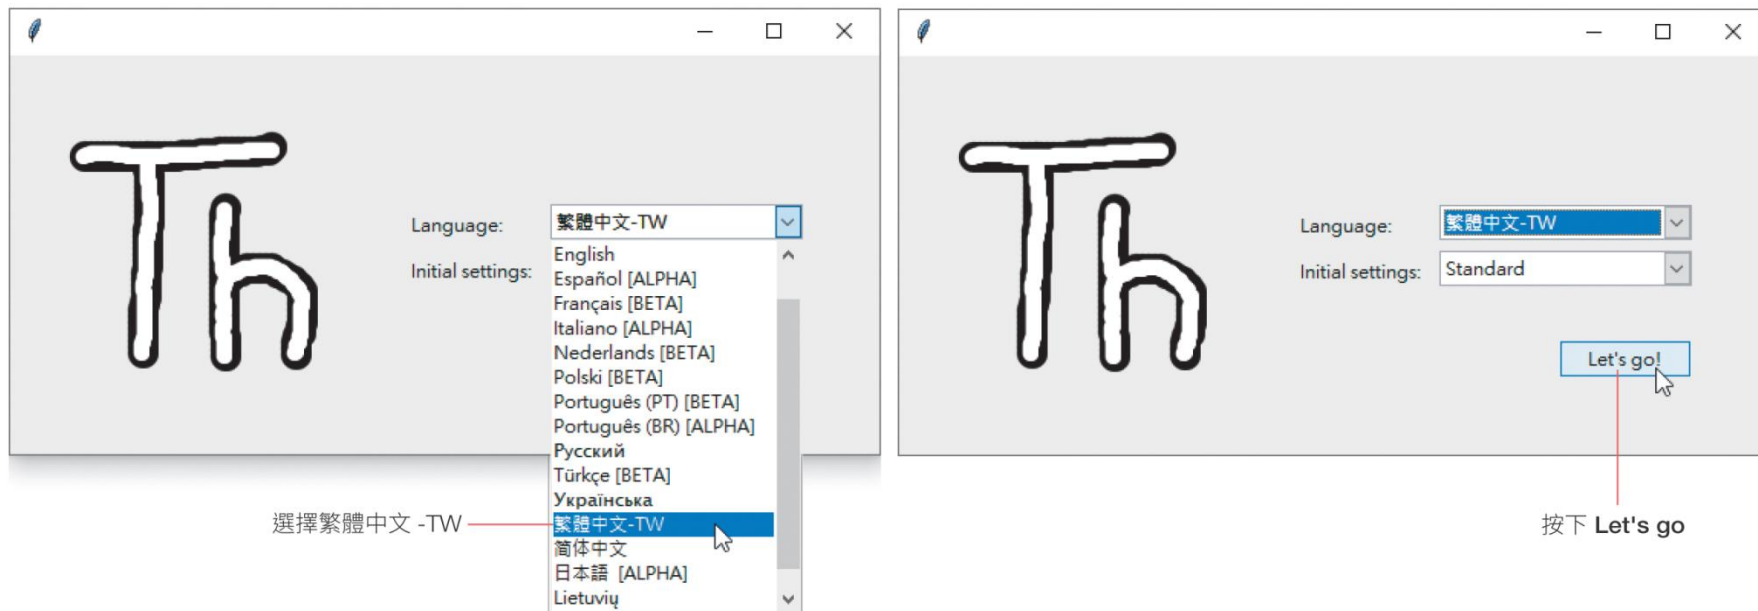 Th
Language:
繁體中文-TW
Initial settings:
English
Español [ALPHA]
Français [BETA]
Italiano [ALPHA]
Nederlands [BETA]
Polski [BETA]
Português (PT) [BETA]
Português (BR) [ALPHA]
Русский
Türkçe [BETA]
Українська
繁體中文-TW
简体中文
日本語 [ALPHA]
Lietuvių
選擇繁體中文 -TW
Th
Language:
繁體中文-TW
Initial settings:
Standard
Let's go!
按下 Let's go